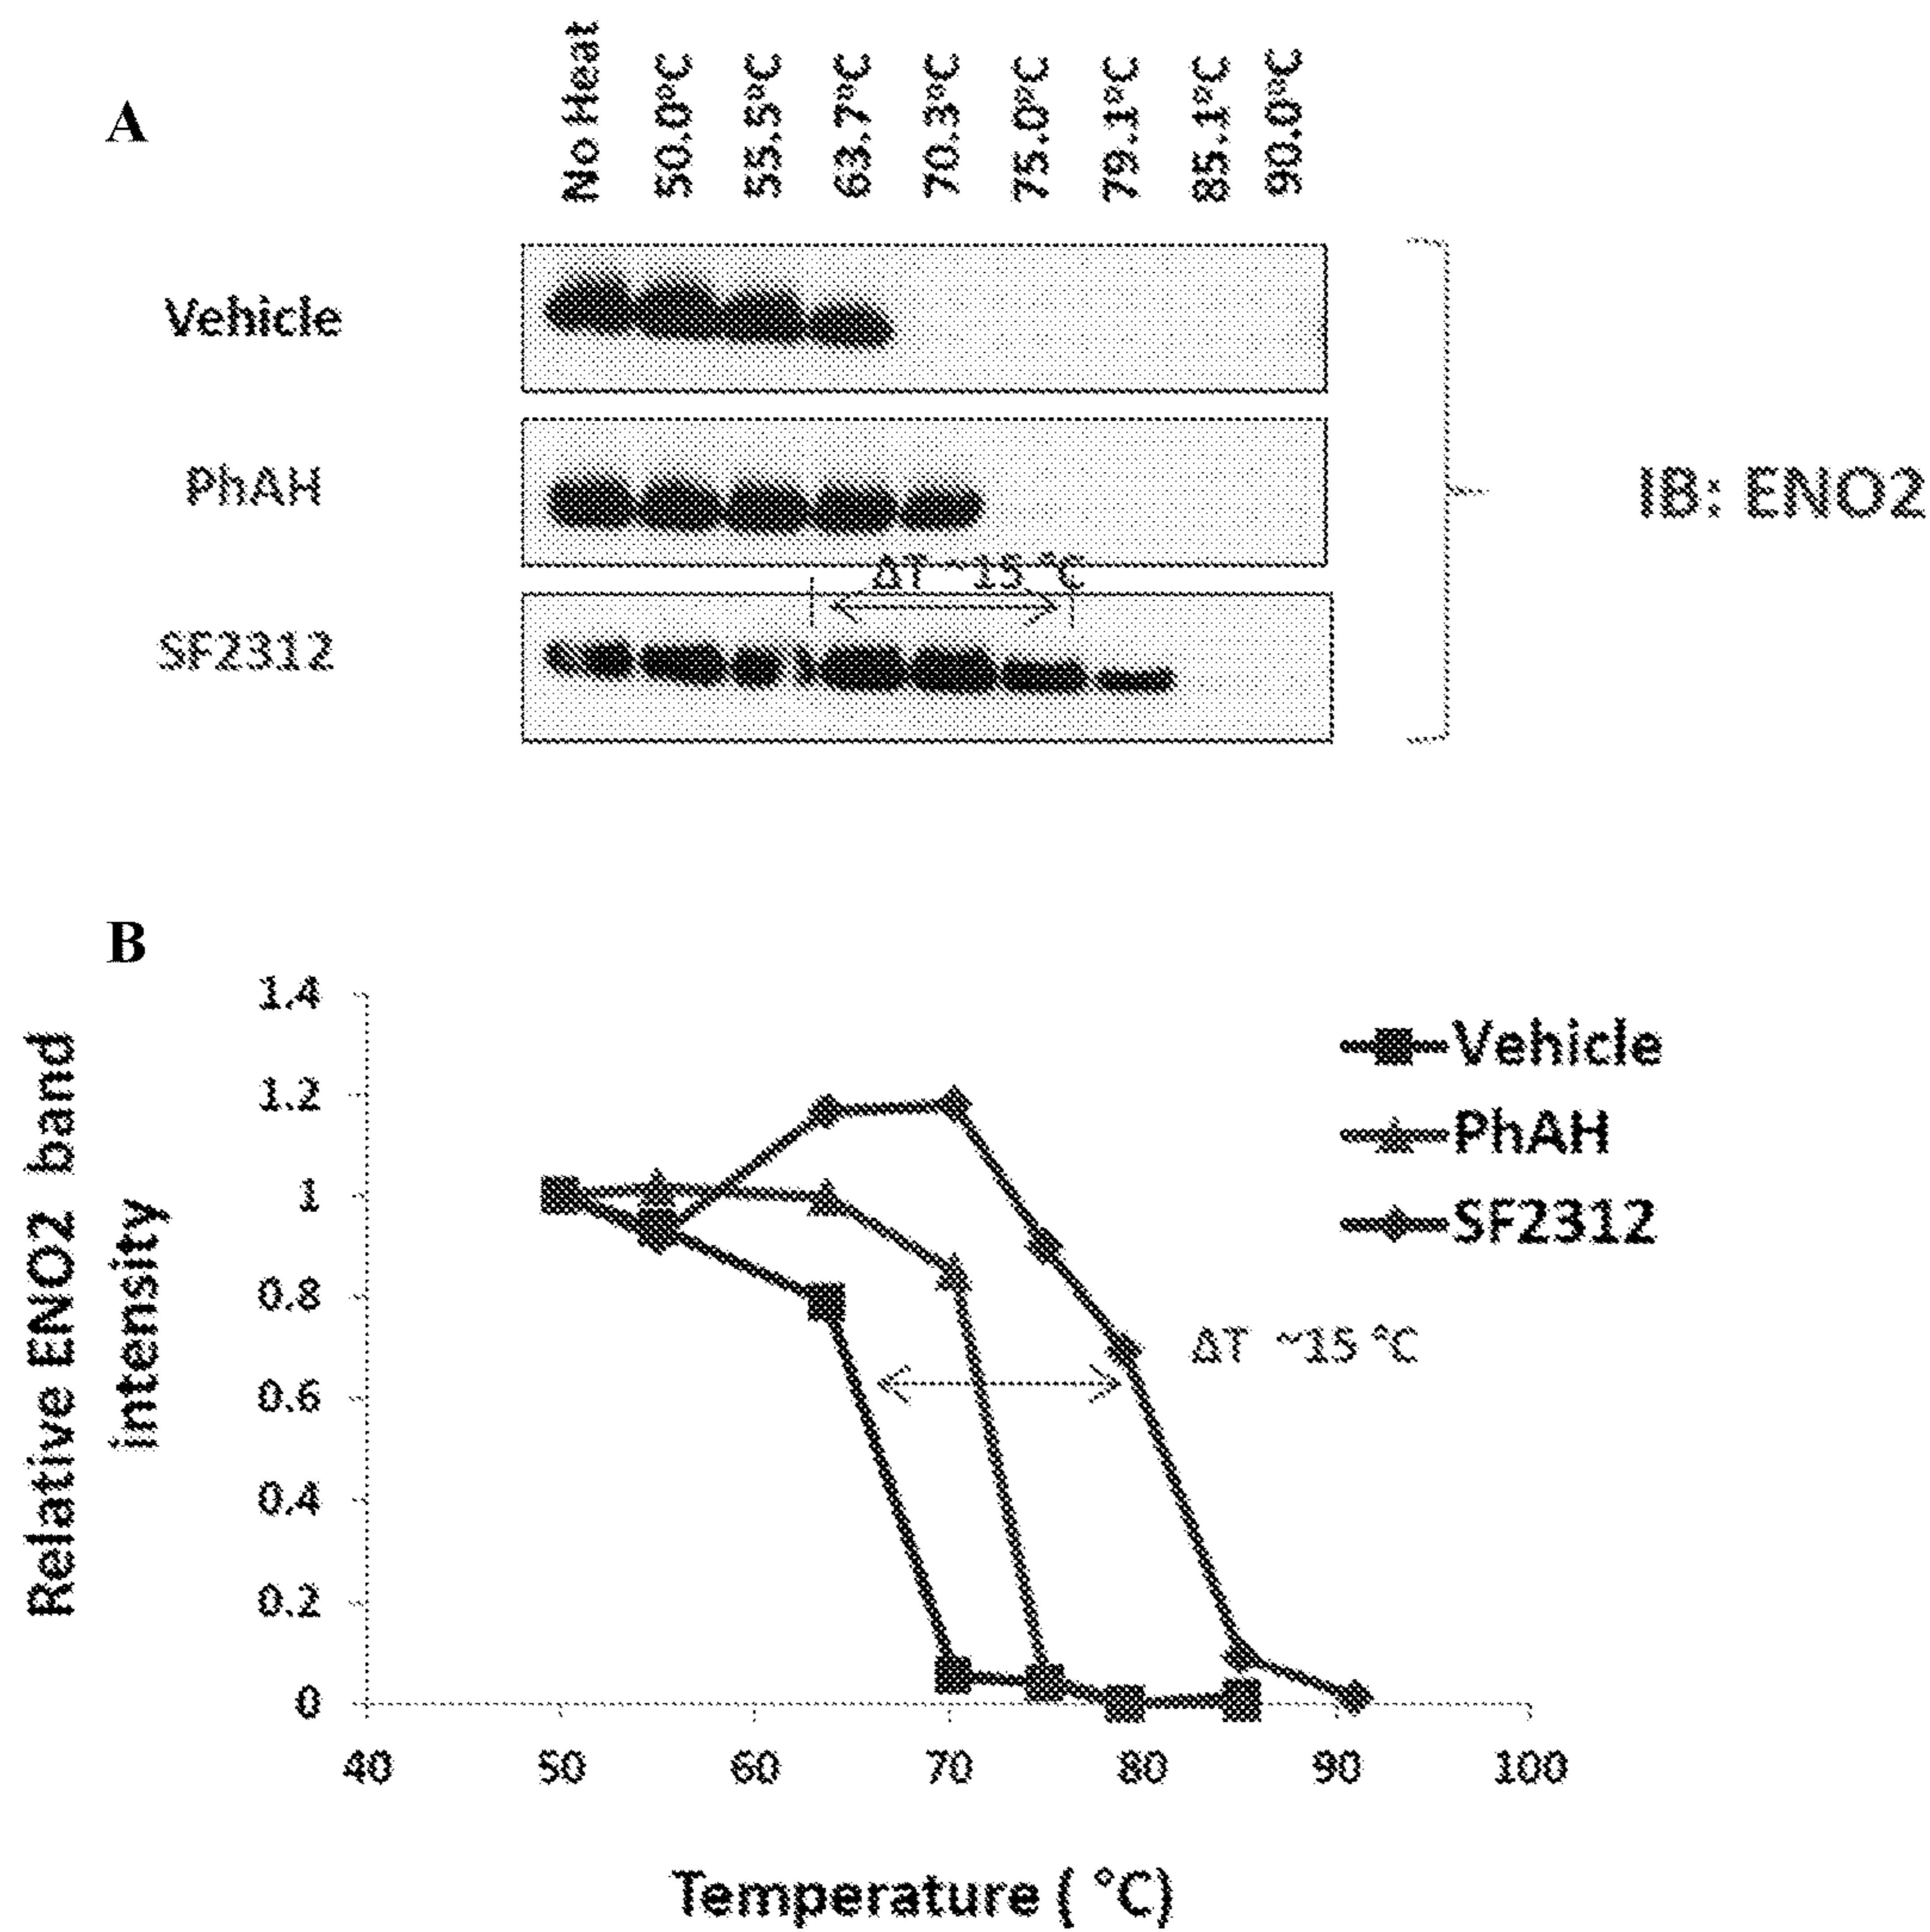 A
No Heat
50.0°C
55.5°C
63.7°C
70.3°C
75.0°C
79.1°C
85.1°C
90.0°C
Vehicle
PhAH
ΔT ~15 °C
SF2312
IB: ENO2
B
Relative ENO2 band
intensity
1.4
1.2
1
0.8
0.6
0.4
0.2
0
Vehicle
PhAH
SF2312
ΔT ~15 °C
40 50 60 70 80 90 100
Temperature ( °C)